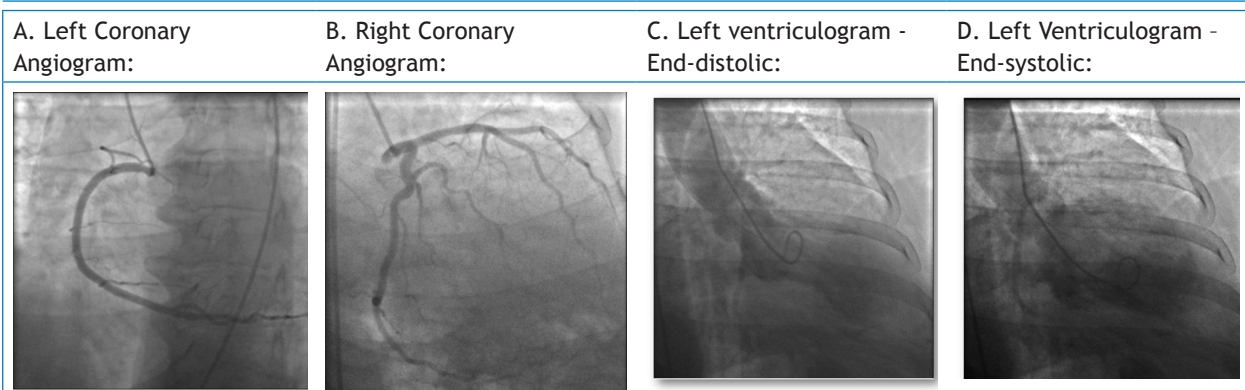 A. Left Coronary
Angiogram:
B. Right Coronary
Angiogram:
C. Left ventriculogram -
End-distolic:
D. Left Ventriculogram –
End-systolic: